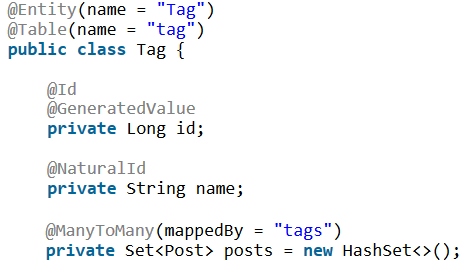 @Entity(name = "Tag")
@Table(name = "tag")
public class Tag {
@Id
@GeneratedValue
private Long id;
@NaturalId
private String name;
@ManyToMany(mappedBy = "tags")
private Set<Post> posts = new HashSet<>();